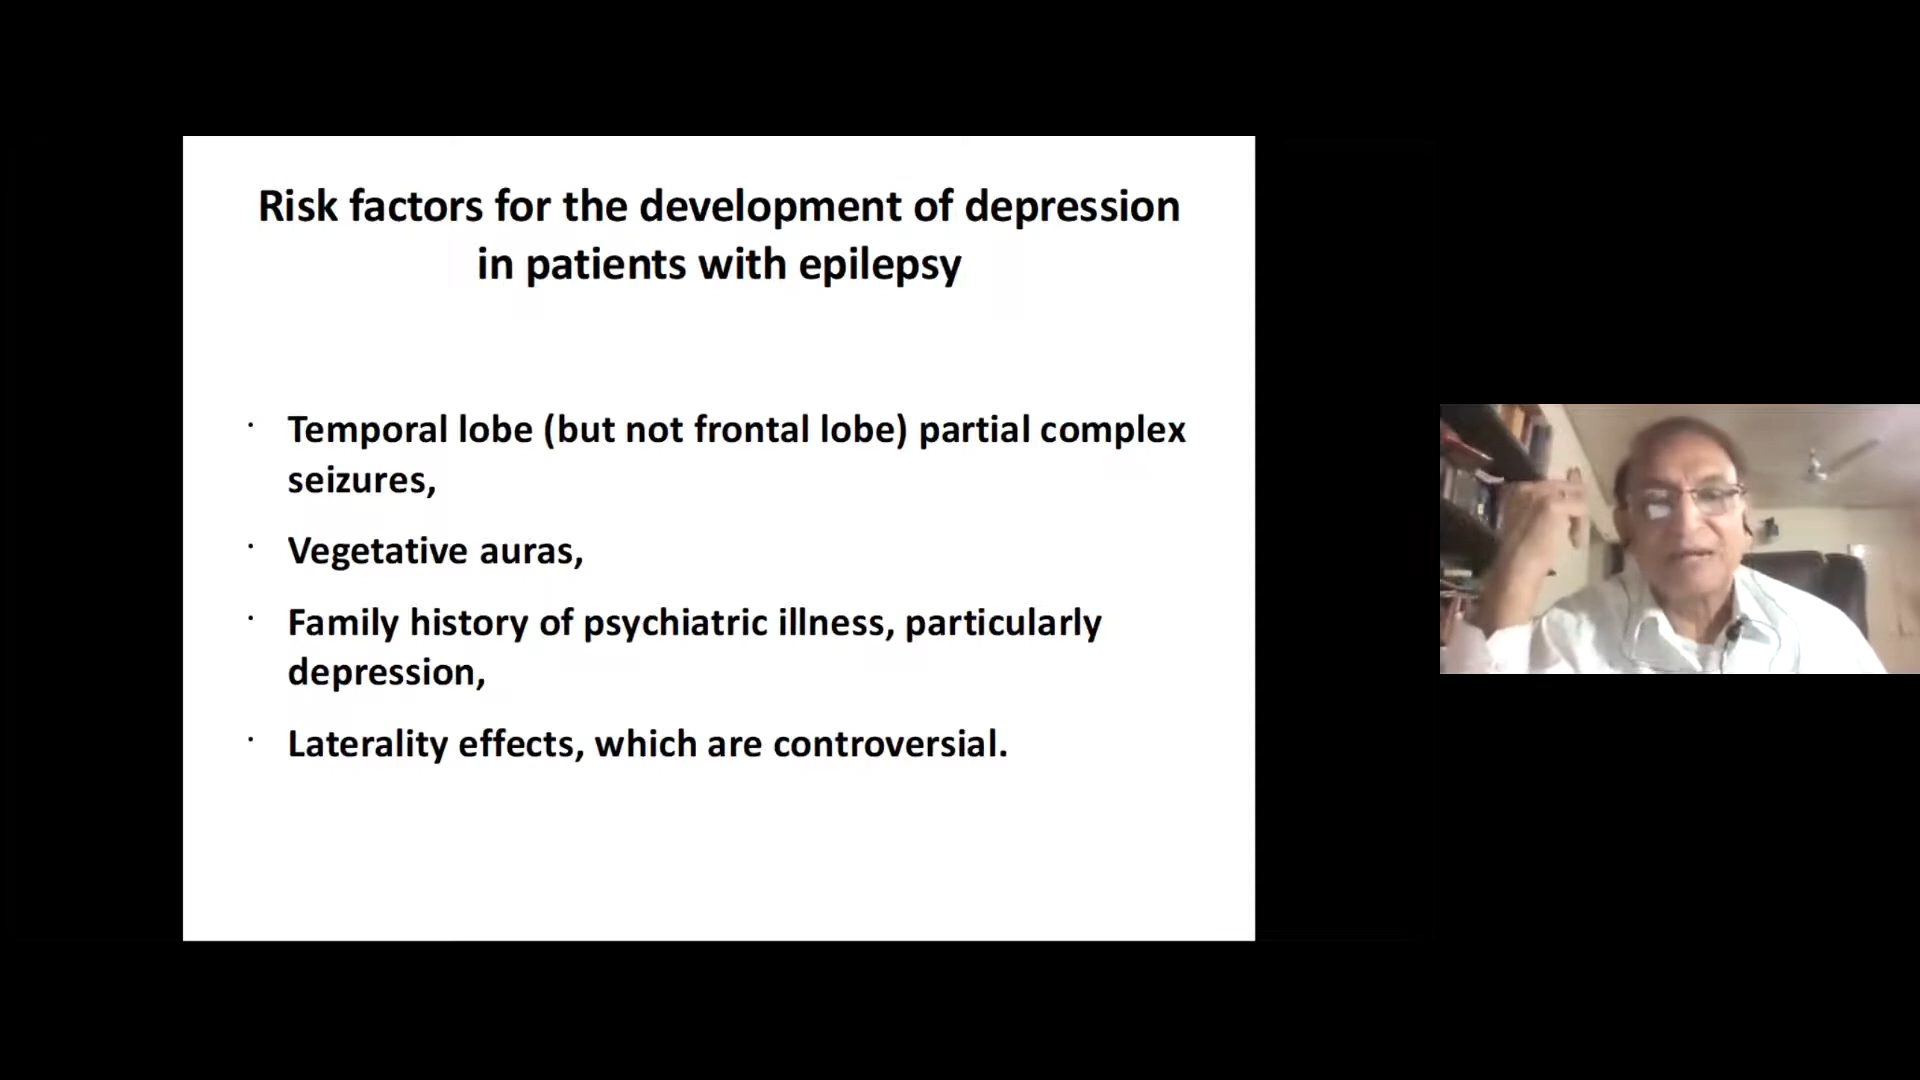 Risk factors for the development of depression
in patients with epilepsy
· Temporal lobe (but not frontal lobe) partial complex
seizures,
· Vegetative auras,
· Family history of psychiatric illness, particularly
depression,
· Laterality effects, which are controversial.